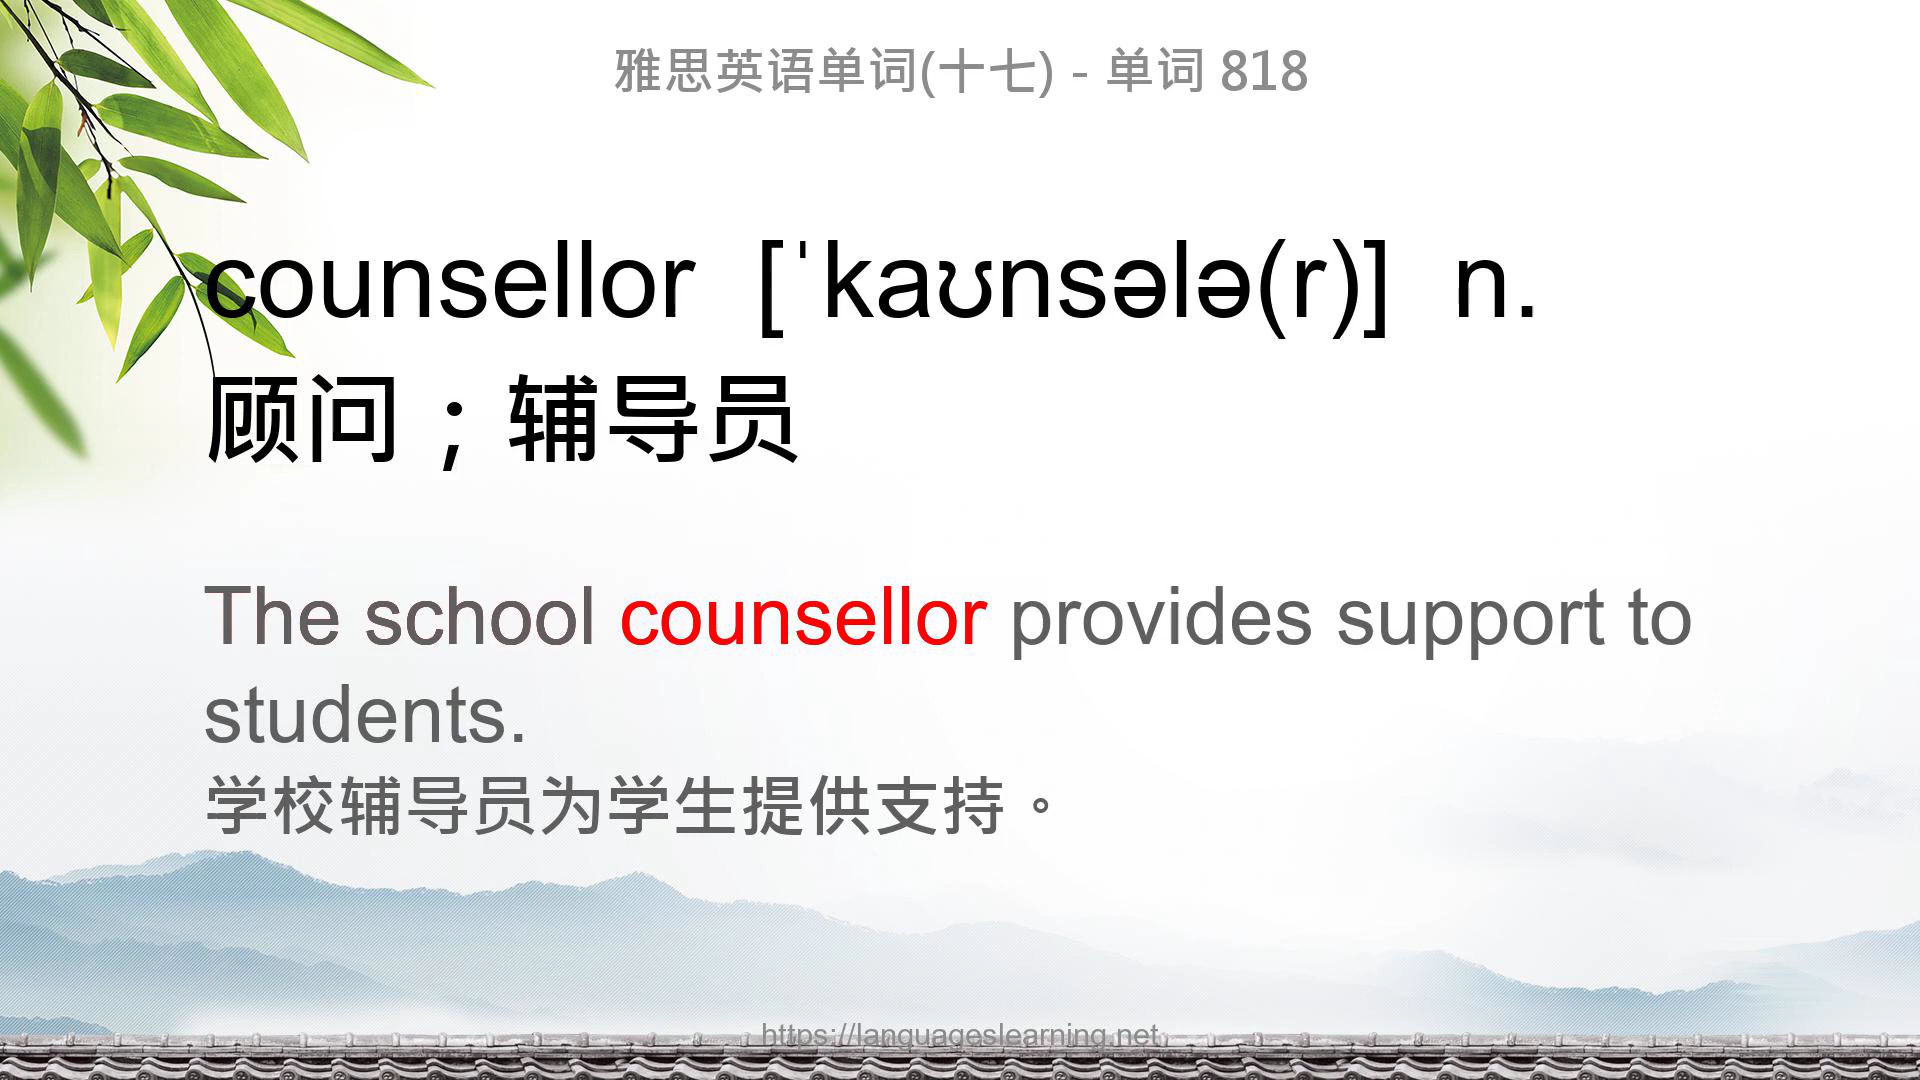 雅思英语单词(十七) - 单词 818
counsellor [ˈkaʊnsələ(r)] n.
顾问；辅导员
The school counsellor provides support to
students.
学校辅导员为学生提供支持。
https://languageslearning.net